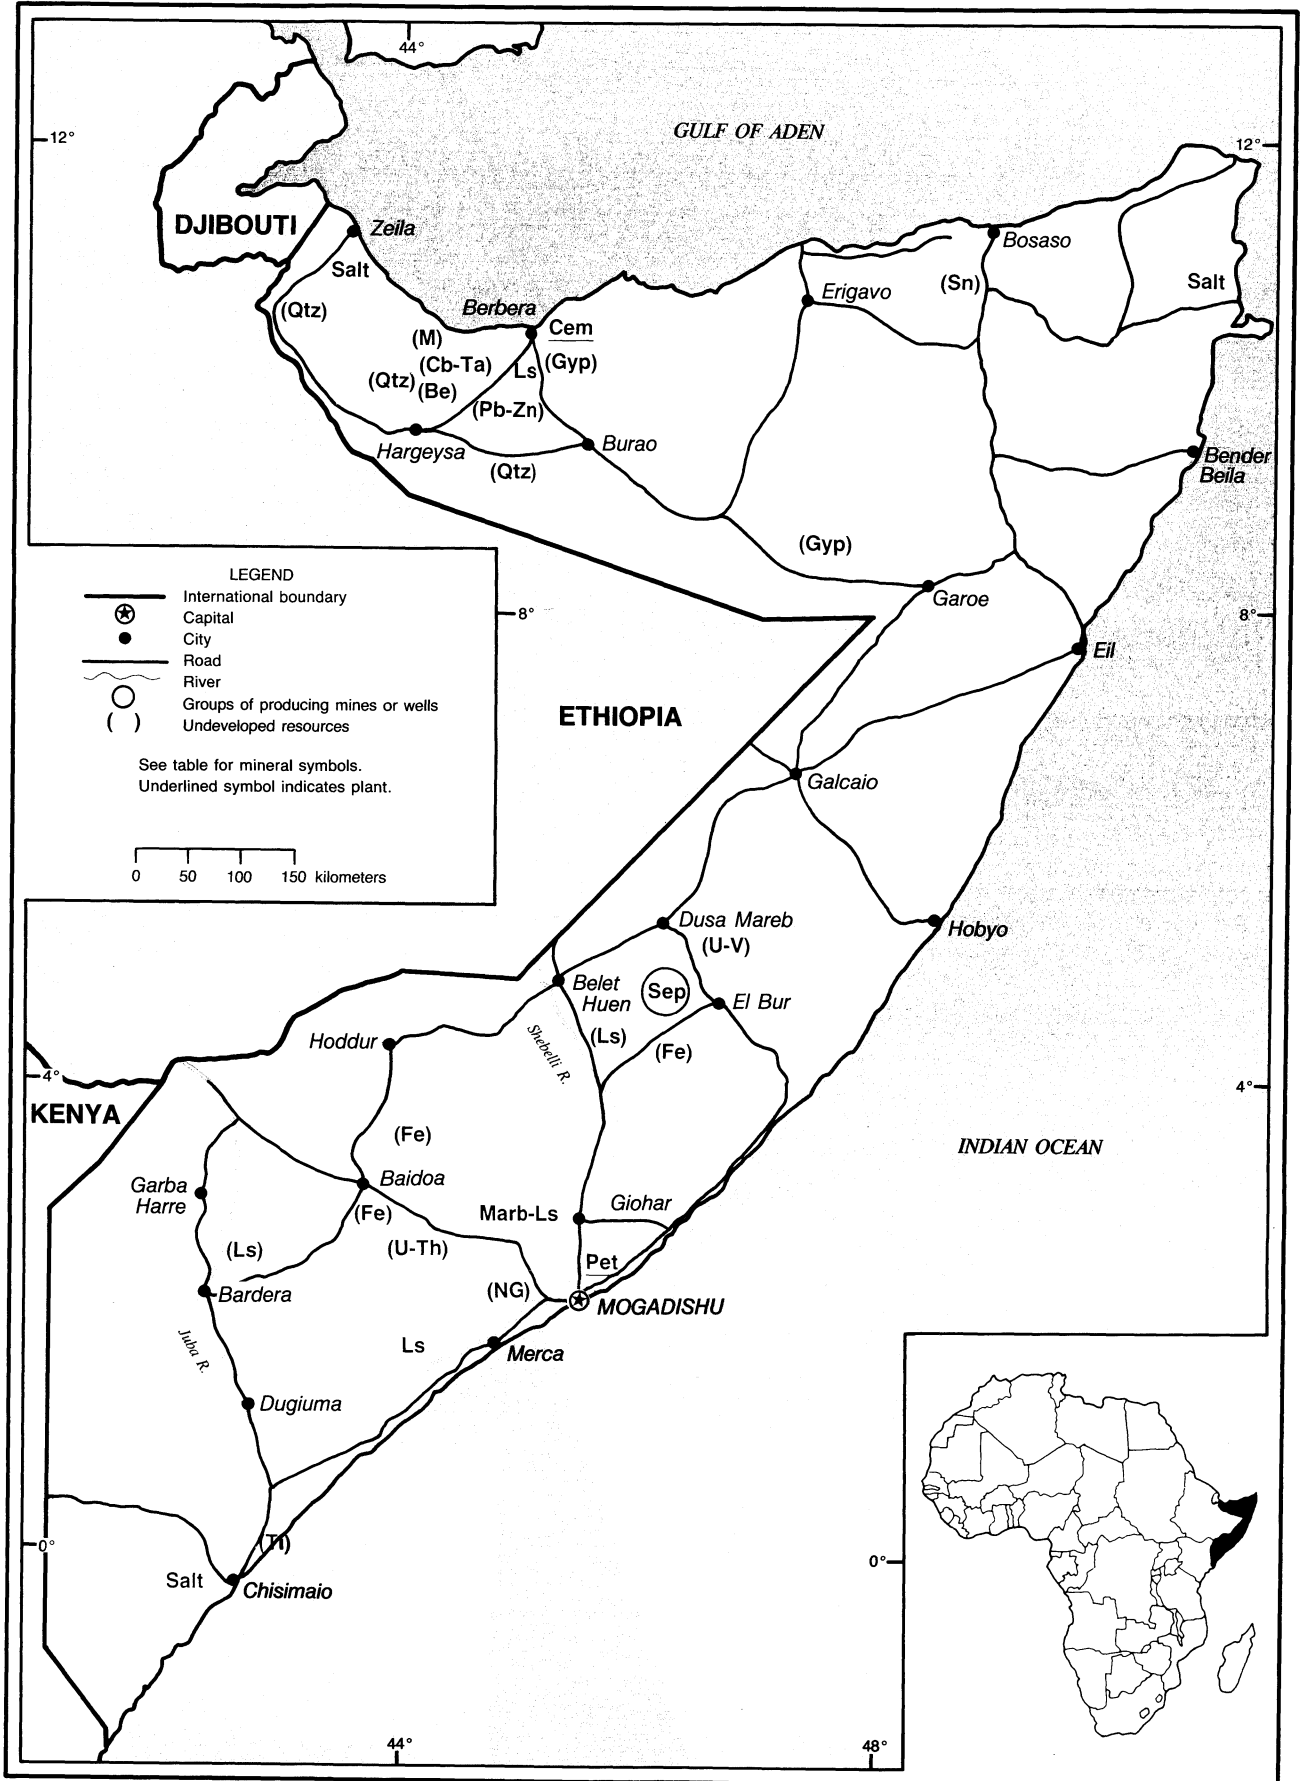 44°
12°
GULF OF ADEN
12°
DJIBOUTI
Zeila
Bosaso
Salt
(Sn)
Salt
Erigavo
(Qtz)
Berbera
Cem
(M)
(Cb-Ta)
Ls
(Gyp)
(Qtz)
(Be)
(Pb-Zn)
Hargeysa
Burao
(Qtz)
Bender
Beila
(Gyp)
Garoe
LEGEND
International boundary
Capital
City
Road
River
Groups of producing mines or wells
( )
Undeveloped resources
See table for mineral symbols.
Underlined symbol indicates plant.
0 50 100 150 kilometers
8°
8°
Eil
ETHIOPIA
Galcaio
Dusa Mareb
(U-V)
Hobyo
Belet
Huen
Sep
El Bur
Hoddur
Shebelli R.
(Ls)
(Fe)
4°
4°
KENYA
(Fe)
INDIAN OCEAN
Garba
Harre
Baidoa
(Fe)
Marb-Ls
Giohar
(Ls)
(U-Th)
Pet
Bardera
(NG)
MOGADISHU
Juba R.
Ls
Merca
Dugiuma
0°
(Ti)
0°
Salt
Chisimaio
44°
48°